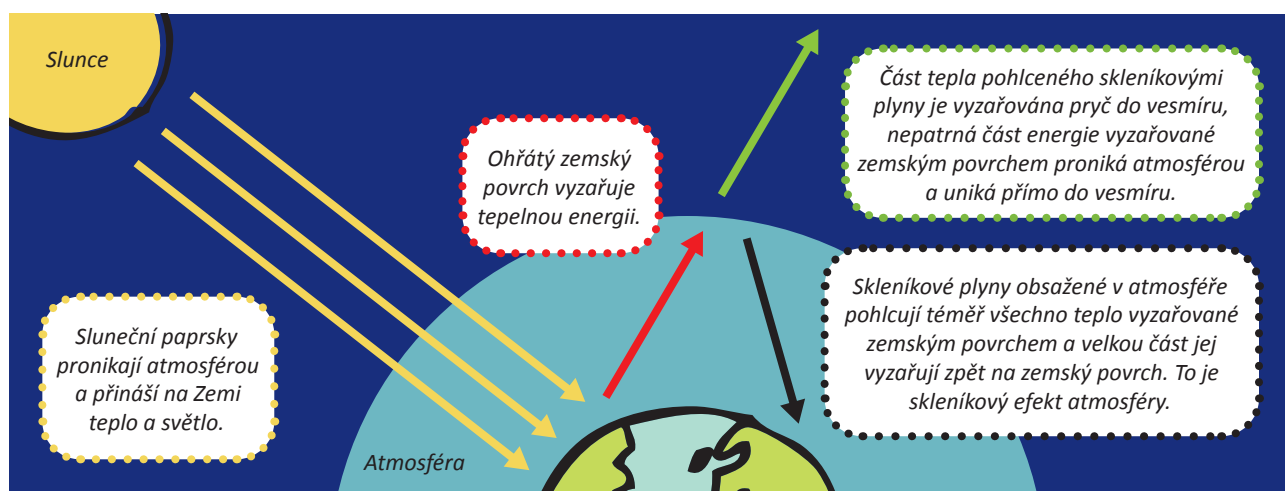 Slunce
Sluneční paprsky
pronikají atmosférou
a přináší na Zemi
teplo a světlo.
Ohřátý zemský
povrch vyzařuje
tepelnou energii.
Část tepla pohlceného skleníkovými
plyny je vyzařována pryč do vesmíru,
nepatrná část energie vyzařované
zemským povrchem proniká atmosférou
a uniká přímo do vesmíru.
Skleníkové plyny obsažené v atmosféře
pohlcují téměř všechno teplo vyzařované
zemským povrchem a velkou část jej
vyzařují zpět na zemský povrch. To je
skleníkový efekt atmosféry.
Atmosféra